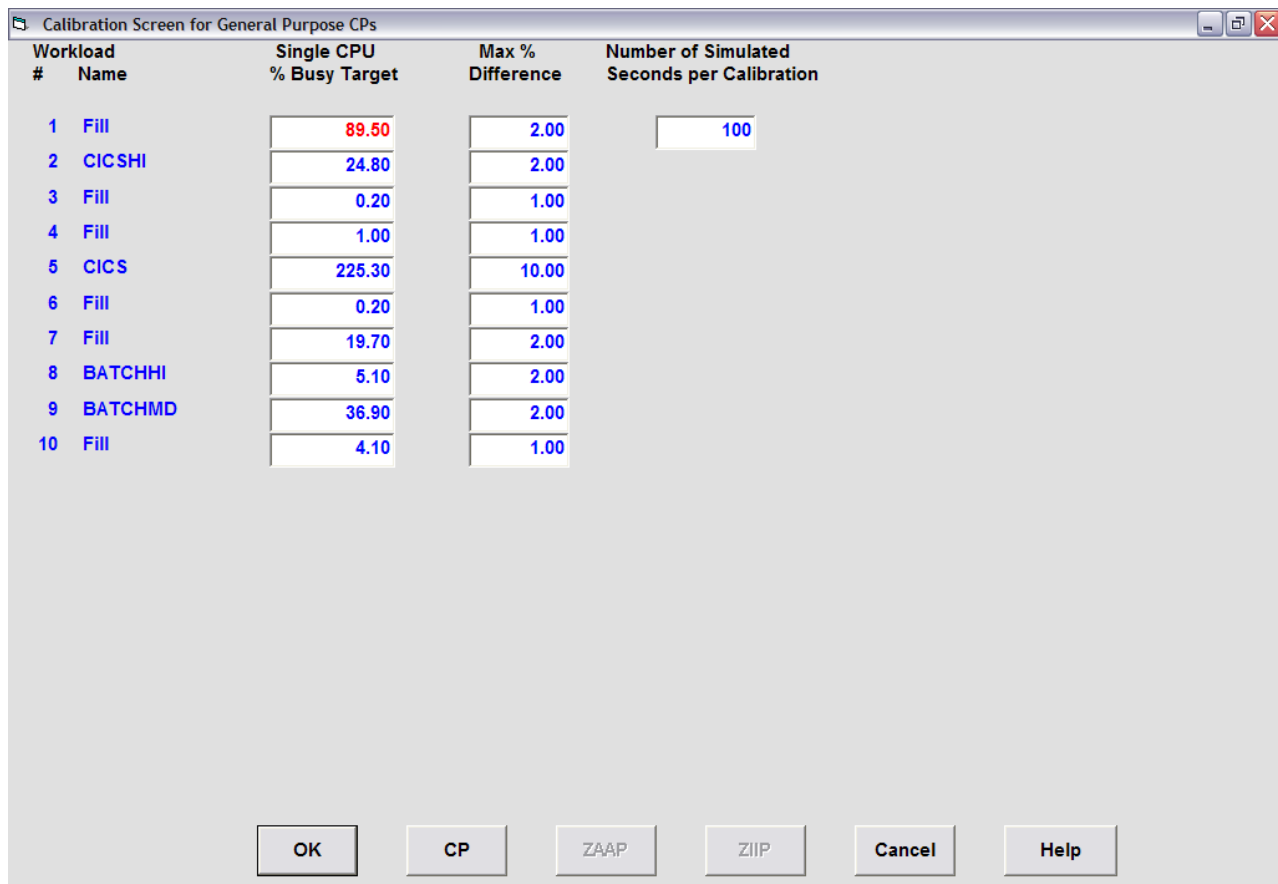 Calibration Screen for General Purpose CPs
Workload Single CPU Max % Number of Simulated
# Name % Busy Target Difference Seconds per Calibration
1 Fill 89.50 2.00 100
2 CICSHI 24.80 2.00
3 Fill 0.20 1.00
4 Fill 1.00 1.00
5 CICS 225.30 10.00
6 Fill 0.20 1.00
7 Fill 19.70 2.00
8 BATCHHI 5.10 2.00
9 BATCHMD 36.90 2.00
10 Fill 4.10 1.00
OK CP ZAAP ZIIP Cancel Help